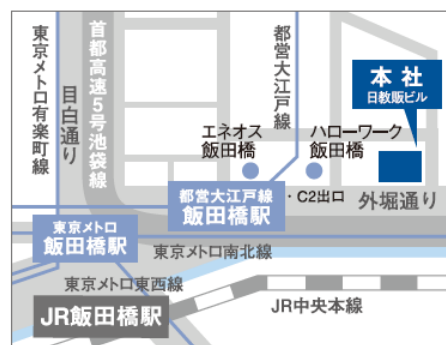 東京メトロ有楽町線
目白通り
首都高速5号池袋線
都営大江戸線
本社
日教販ビル
エネオス
飯田橋
ハローワーク
飯田橋
都営大江戸線
飯田橋駅
・C2出口
外堀通り
東京メトロ
飯田橋駅
東京メトロ南北線
東京メトロ東西線
JR飯田橋駅
JR中央本線